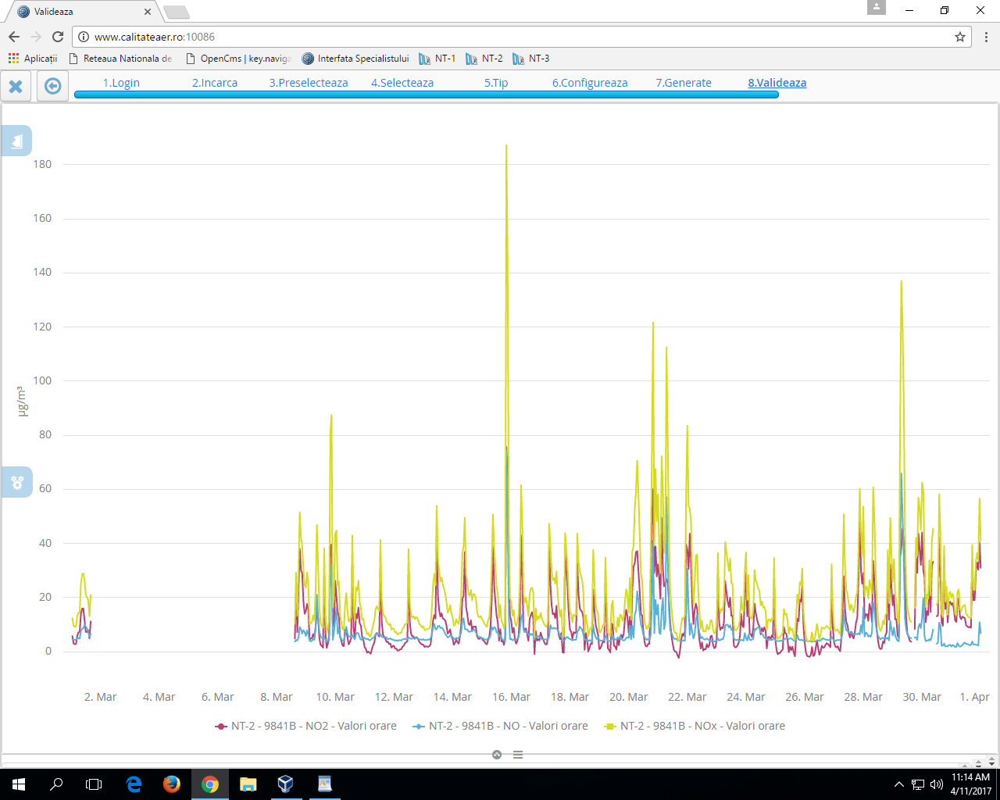 Valideaza
www.calitateaer.ro:10086
Aplicații
Reteaua Nationala de
OpenCms | key.naviga
Interfata Specialistului
NT-1
NT-2
NT-3
1.Login
2.Incarca
3.Preselecteaza
4.Selecteaza
5.Tip
6.Configureaza
7.Generate
8.Valideaza
180
160
140
120
100
80
60
40
20
0
µg/m³
2. Mar
4. Mar
6. Mar
8. Mar
10. Mar
12. Mar
14. Mar
16. Mar
18. Mar
20. Mar
22. Mar
24. Mar
26. Mar
28. Mar
30. Mar
1. Apr
NT-2 - 9841B - NO2 - Valori orare
NT-2 - 9841B - NO - Valori orare
NT-2 - 9841B - NOx - Valori orare
11:14 AM
4/11/2017